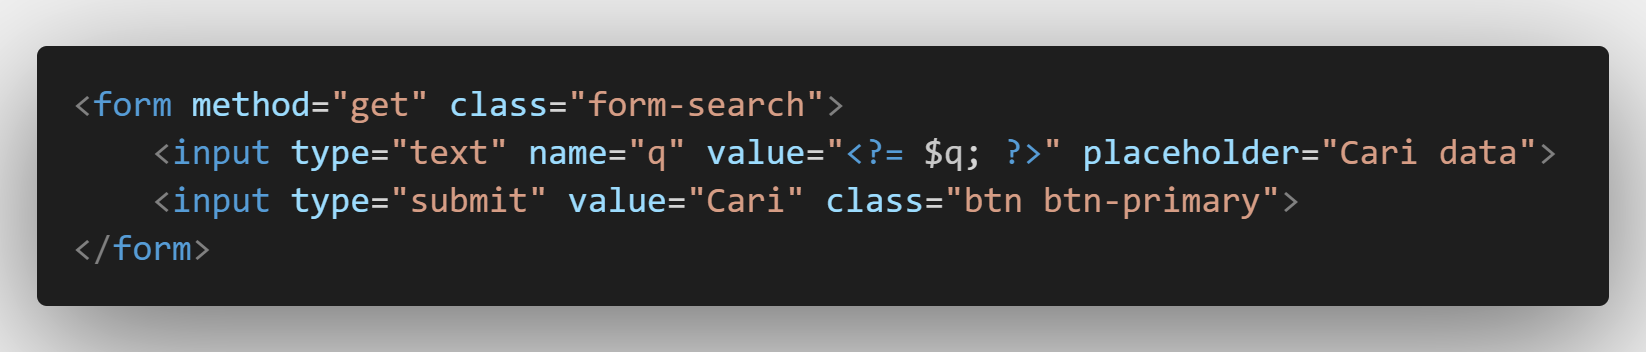 <form method="get" class="form-search">
    <input type="text" name="q" value="<?= $q; ?>" placeholder="Cari data">
    <input type="submit" value="Cari" class="btn btn-primary">
</form>